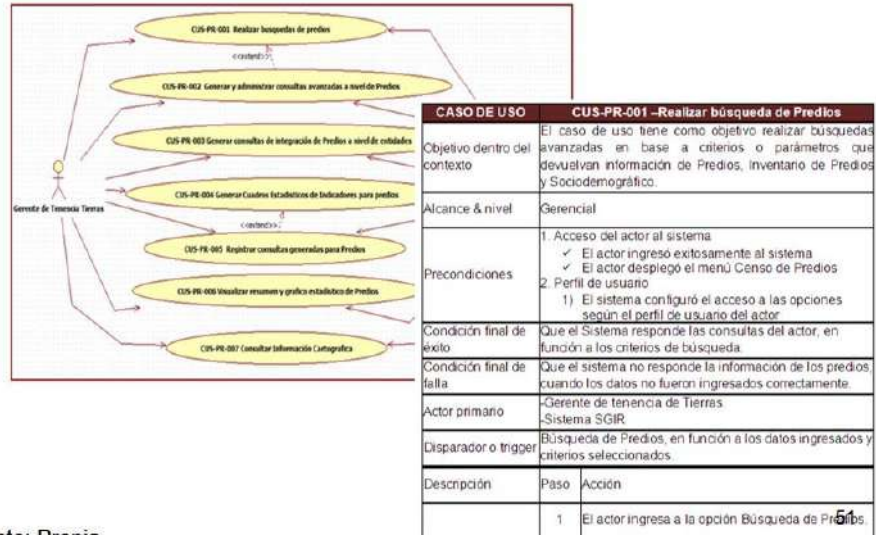 CUS-PR-001 Realizar busquedas de predios
<<extend>>
CUS-PR-002 Generar y administrar consultas avanzadas a nivel de Predios
CUS-PR-003 Generar consultas de integración de Predios a nivel de entidades
CUS-PR-004 Generar Cuadros Estadísticos de Indicadores para predios
Gerente de Tenencia Tierras
<<extend>>
CUS-PR-005 Registrar consultas generadas para Predios
CUS-PR-006 Visualizar resumen y grafico estadistico de Predios
CUS-PR-007 Consultar Información Cartografica
CASO DE USO CUS-PR-001 –Realizar búsqueda de Predios
Objetivo dentro del contexto
El caso de uso tiene como objetivo realizar búsquedas
avanzadas en base a criterios o parámetros que
devuelvan información de Predios, Inventario de Predios
y Sociodemográfico.
Alcance & nivel Gerencial
Precondiciones
1. Acceso del actor al sistema
✓ El actor ingresó exitosamente al sistema
✓ El actor desplegó el menú Censo de Predios
2. Perfil de usuario
1) El sistema configuró el acceso a las opciones
según el perfil de usuario del actor
Condición final de éxito
Que el Sistema responde las consultas del actor, en
función a los criterios de búsqueda.
Condición final de falla
Que el sistema no responde la información de los predios,
cuando los datos no fueron ingresados correctamente.
Actor primario
-Gerente de tenencia de Tierras
-Sistema SGIR
Disparador o trigger
Búsqueda de Predios, en función a los datos ingresados y
criterios seleccionados.
Descripción Paso Acción
1 El actor ingresa a la opción Búsqueda de Predios.
51
Propia